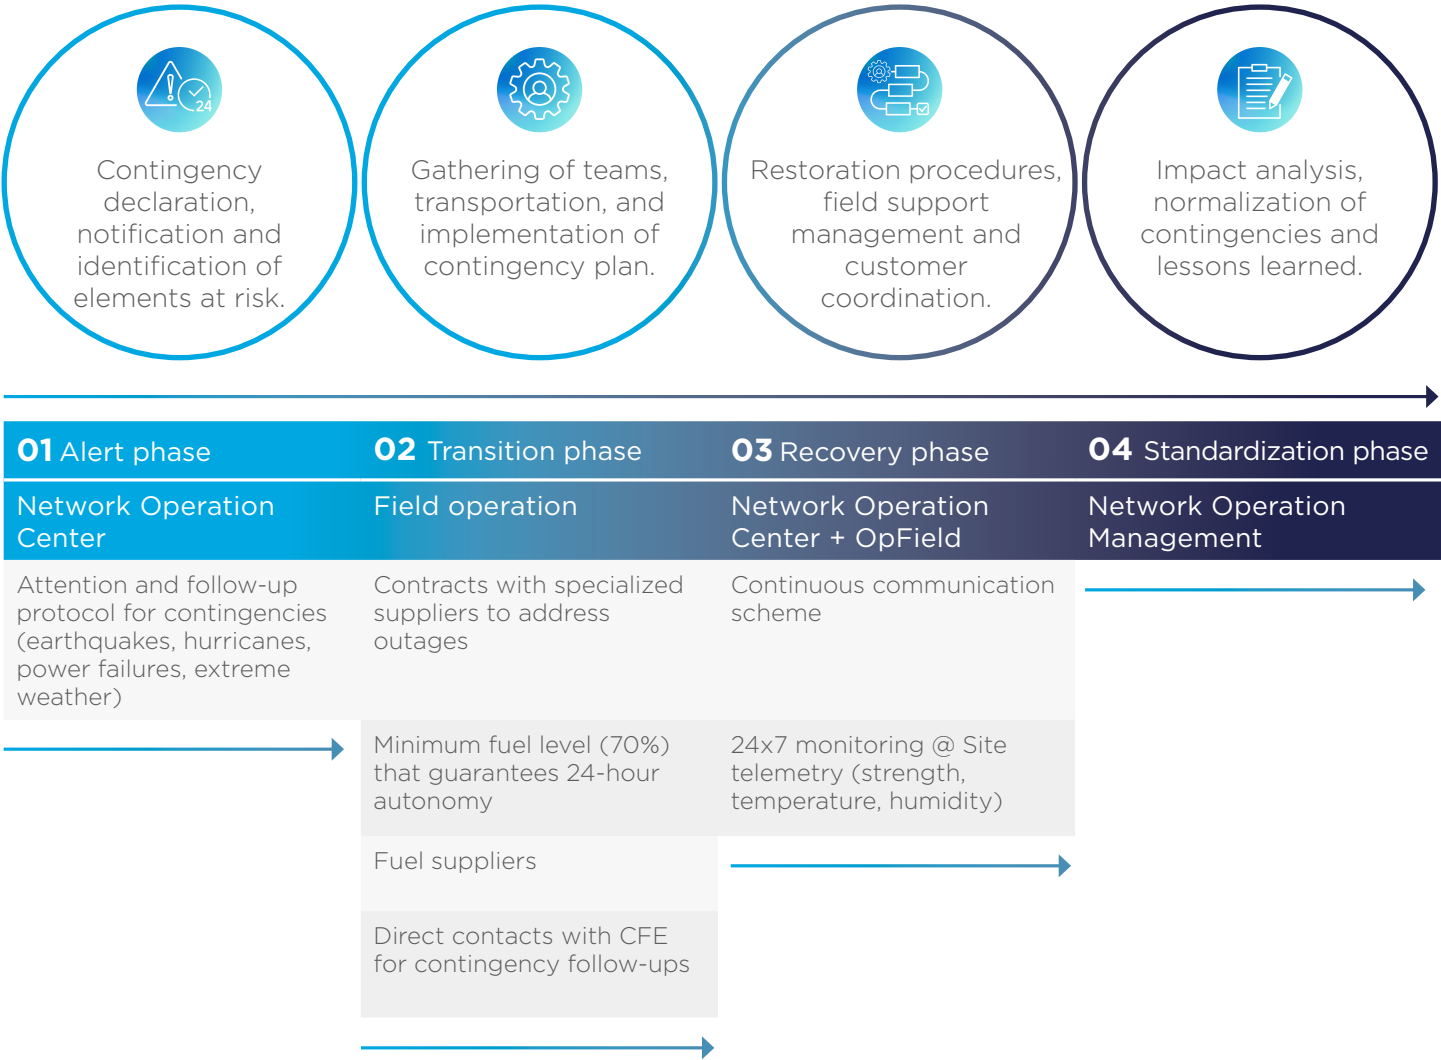 24
Contingency
declaration,
notification and
identification of
elements at risk.
Gathering of teams,
transportation, and
implementation of
contingency plan.
Restoration procedures,
field support
management and
customer
coordination.
Impact analysis,
normalization of
contingencies and
lessons learned.
01 Alert phase
02 Transition phase
03 Recovery phase
04 Standardization phase
Network Operation
Center
Field operation
Network Operation
Center + OpField
Network Operation
Management
Attention and follow-up
protocol for contingencies
(earthquakes, hurricanes,
power failures, extreme
weather)
Contracts with specialized
suppliers to address
outages
Continuous communication
scheme
Minimum fuel level (70%)
that guarantees 24-hour
autonomy
24x7 monitoring @ Site
telemetry (strength,
temperature, humidity)
Fuel suppliers
Direct contacts with CFE
for contingency follow-ups